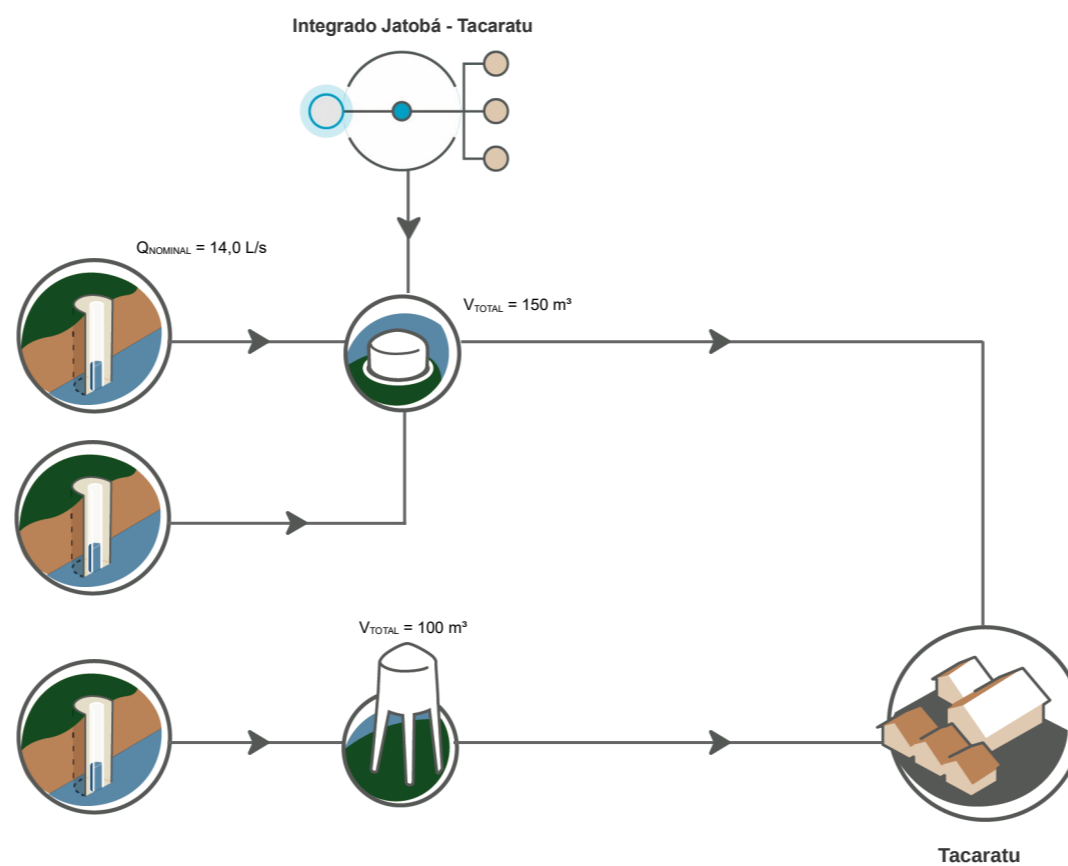 Integrado Jatobá - Tacaratu
QNOMINAL = 14,0 L/s
VTOTAL = 150 m³
VTOTAL = 100 m³
Tacaratu